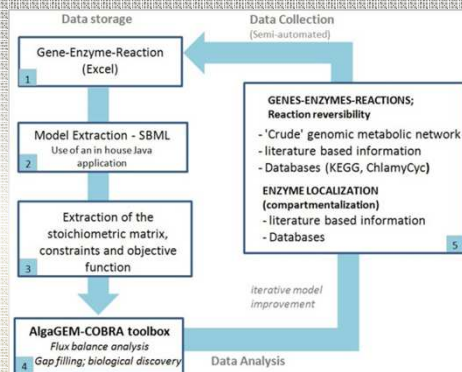 Data storage
Data Collection
(Semi-automated)
Gene-Enzyme-Reaction
(Excel)
1
Model Extraction - SBML
Use of an in house Java
application
2
Extraction of the
stoichiometric matrix,
constraints and objective
function
3
AlgaGEM-COBRA toolbox
Flux balance analysis
Gap filling; biological discovery
4
GENES-ENZYMES-REACTIONS;
Reaction reversibility
- 'Crude' genomic metabolic network
- literature based information
- Databases (KEGG, ChlamyCyc)
ENZYME LOCALIZATION
(compartmentalization)
- literature based information
- Databases
5
iterative model
improvement
Data Analysis